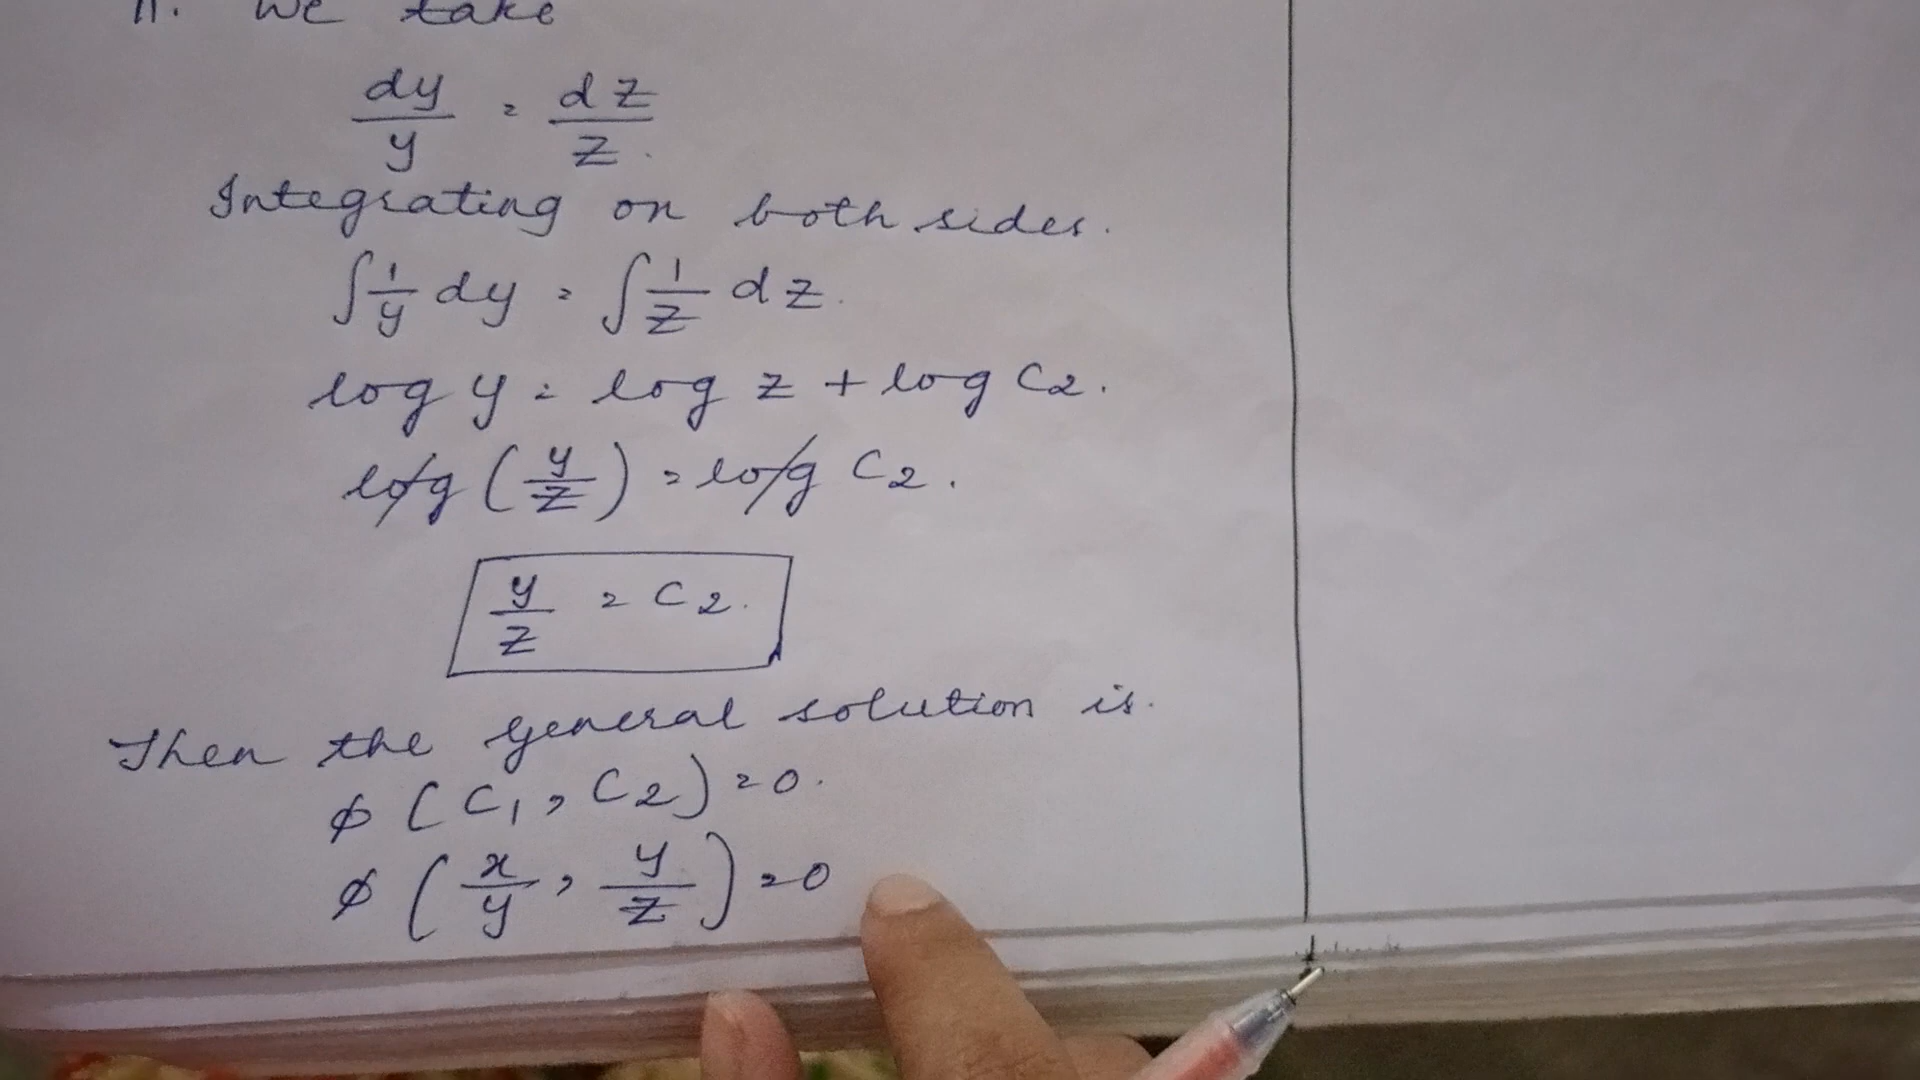 II. We take
dy/y = dz/z.
Integrating on both sides.
∫ 1/y dy = ∫ 1/z dz.
log y = log z + log C2.
log (y/z) = log C2.
y/z = C2.
Then the general solution is.
ϕ (C1, C2) = 0.
ϕ (x/y, y/z) = 0